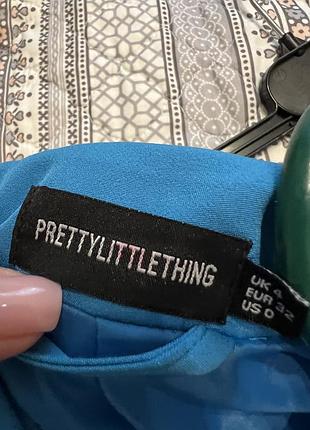 PRETTYLITTLETHING
UK 4
EUR 32
US 0